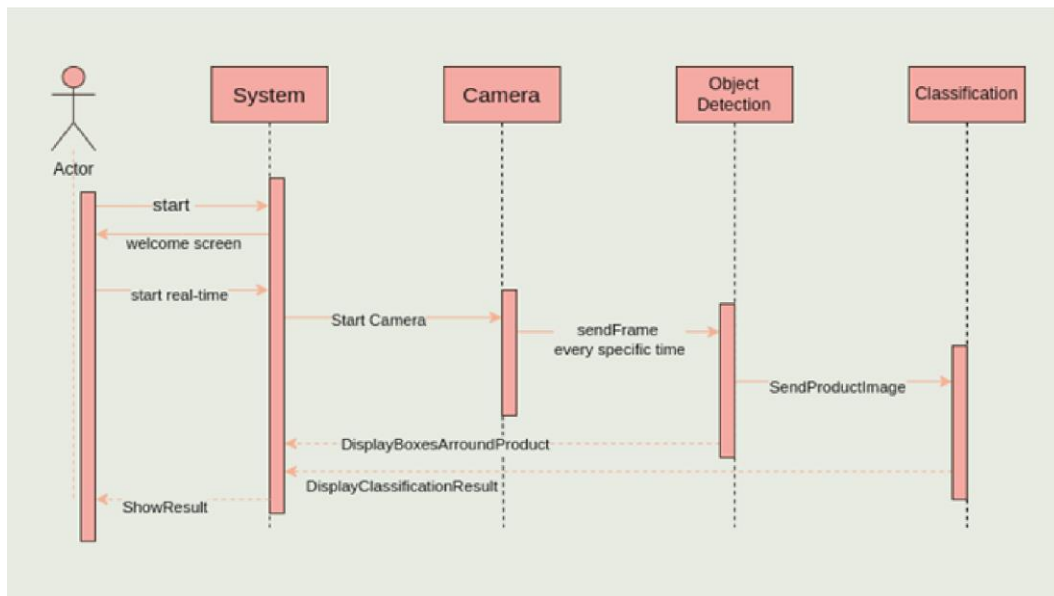 System
Camera
Object
Detection
Classification
Actor
start
welcome screen
start real-time
Start Camera
sendFrame
every specific time
SendProductImage
DisplayBoxesArroundProduct
DisplayClassificationResult
ShowResult